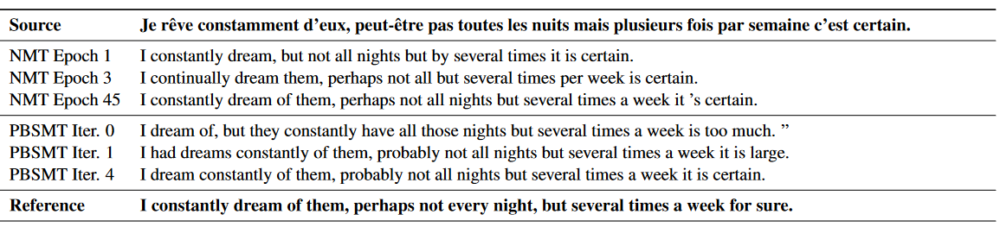 Source Je rêve constamment d’eux, peut-être pas toutes les nuits mais plusieurs fois par semaine c’est certain.
NMT Epoch 1 I constantly dream, but not all nights but by several times it is certain.
NMT Epoch 3 I continually dream them, perhaps not all but several times per week is certain.
NMT Epoch 45 I constantly dream of them, perhaps not all nights but several times a week it ’s certain.
PBSMT Iter. 0 I dream of, but they constantly have all those nights but several times a week is too much. ”
PBSMT Iter. 1 I had dreams constantly of them, probably not all nights but several times a week it is large.
PBSMT Iter. 4 I dream constantly of them, probably not all nights but several times a week it is certain.
Reference I constantly dream of them, perhaps not every night, but several times a week for sure.